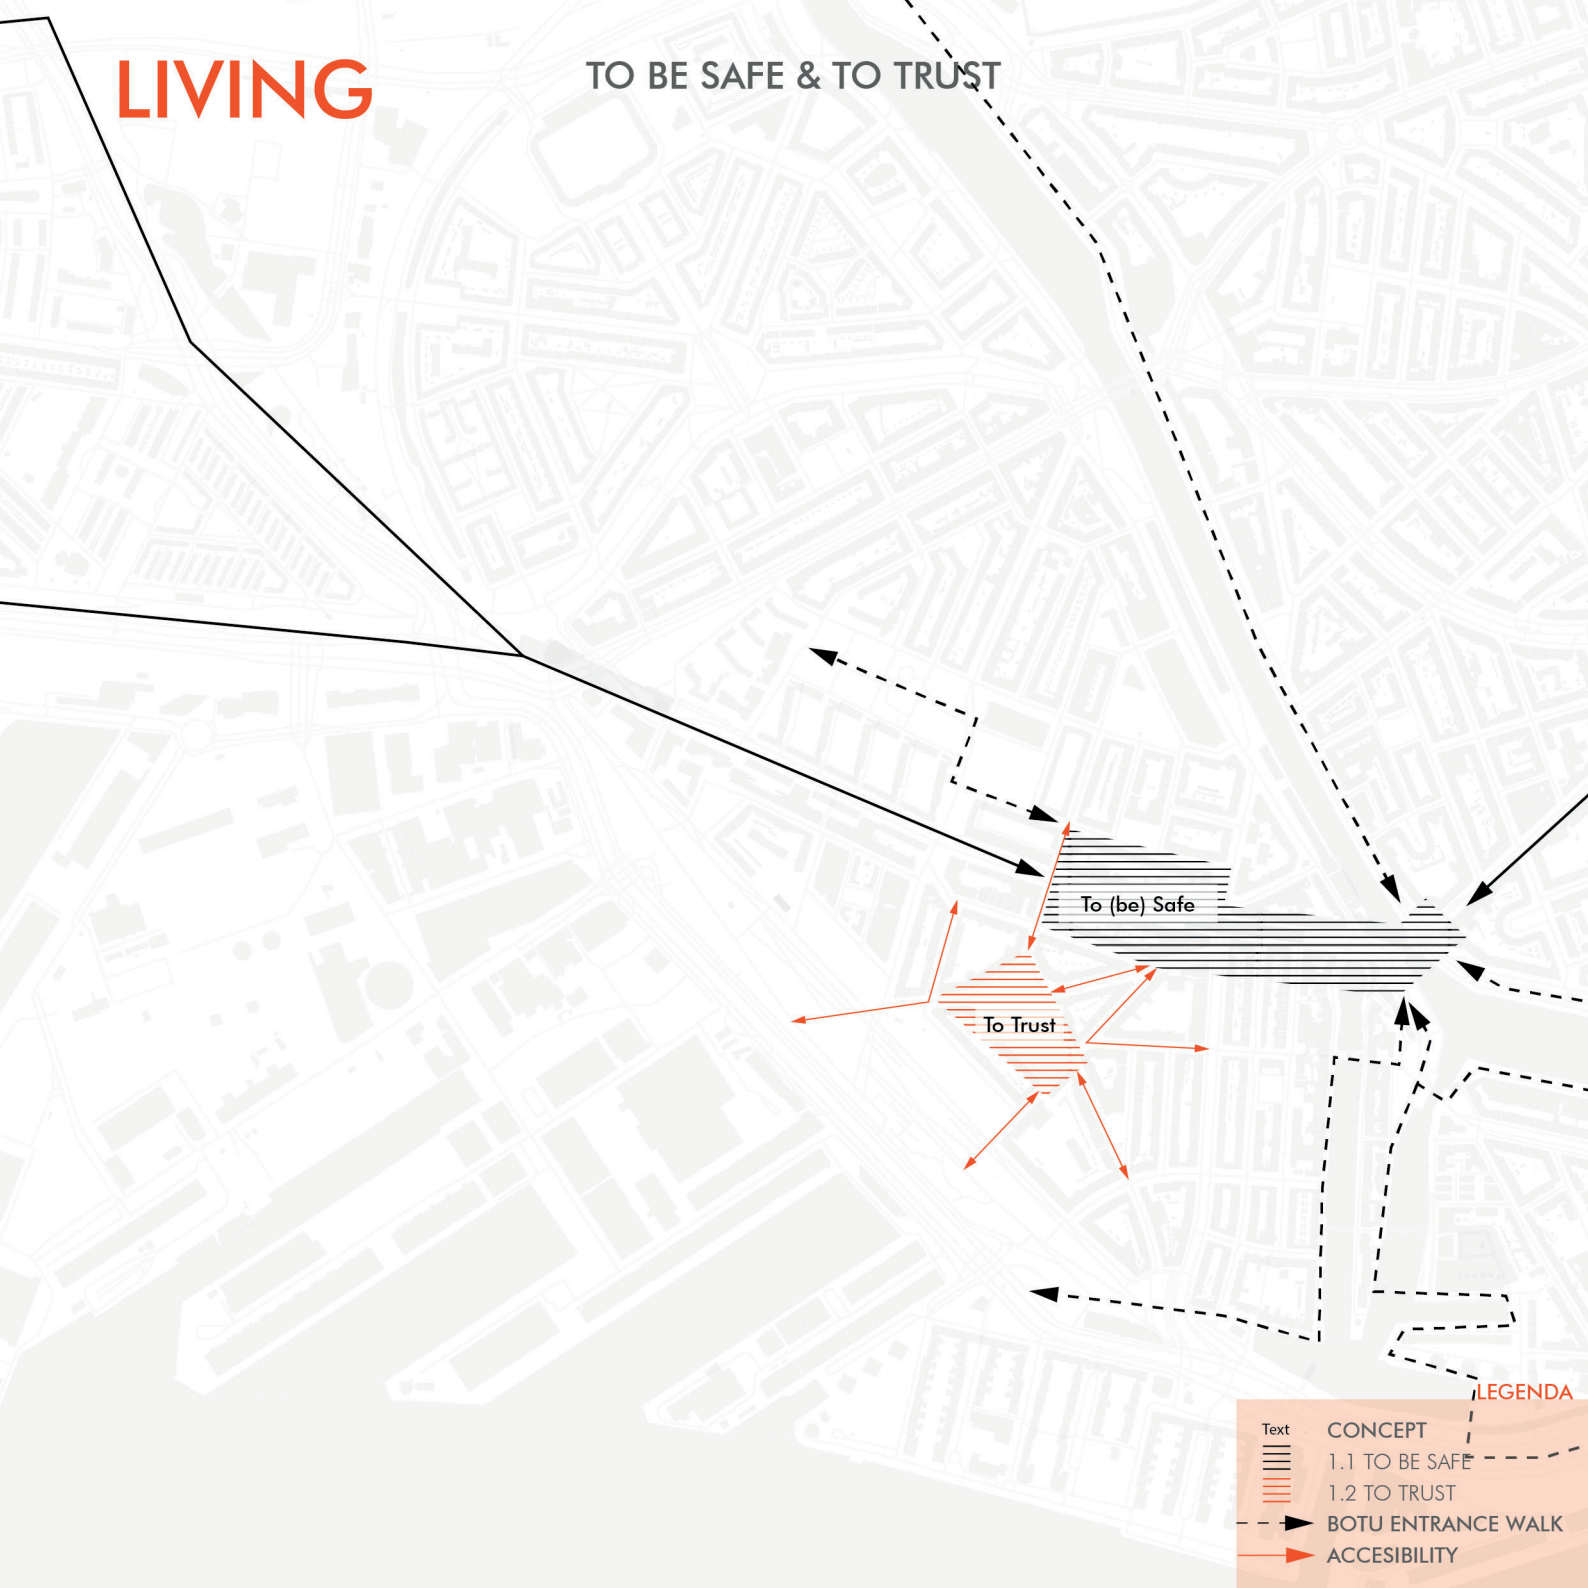 LIVING
TO BE SAFE & TO TRUST
To (be) Safe
To Trust
LEGENDA
Text CONCEPT
1.1 TO BE SAFE
1.2 TO TRUST
BOTU ENTRANCE WALK
ACCESIBILITY